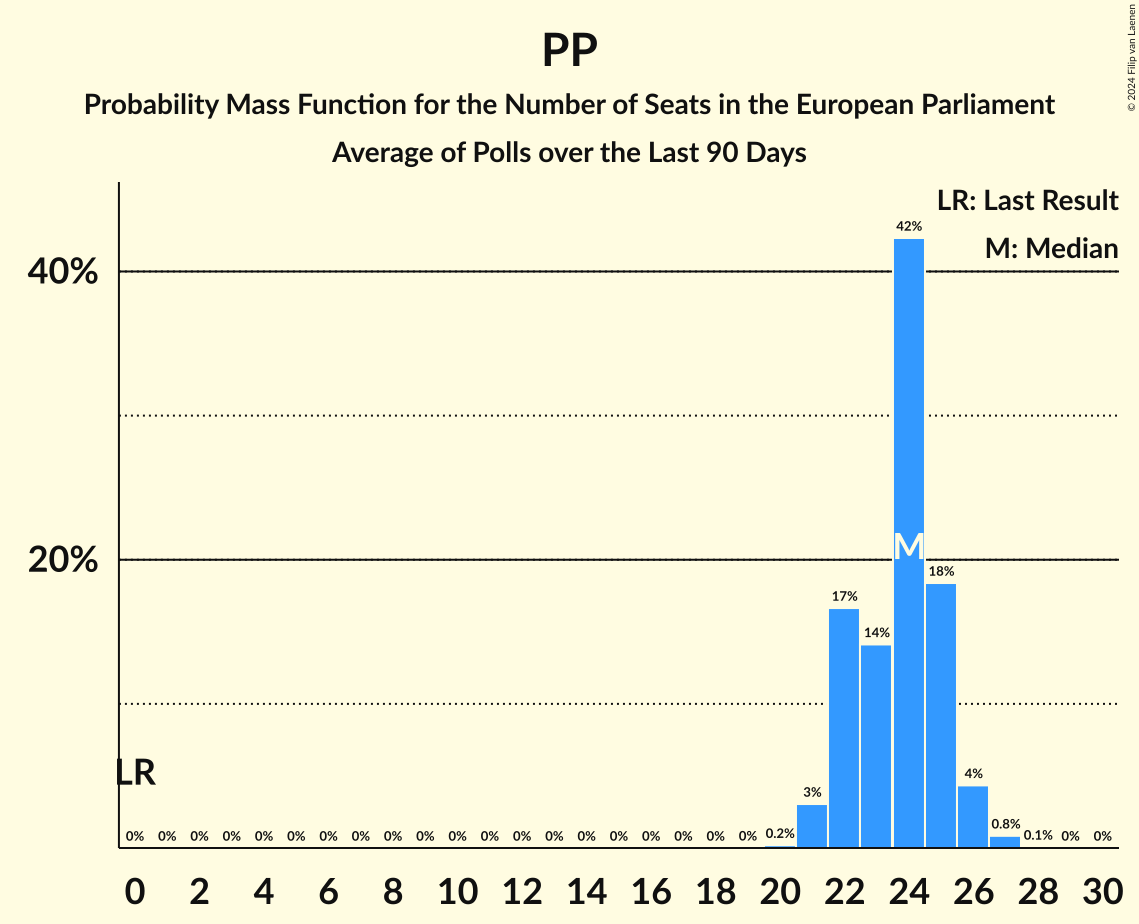 PP
Probability Mass Function for the Number of Seats in the European Parliament
Average of Polls over the Last 90 Days
© 2024 Filip van Laenen
LR: Last Result
M: Median
40%
20%
42%
M
18%
17%
14%
LR
4%
3%
0% 0% 0% 0% 0% 0% 0% 0% 0% 0% 0% 0% 0% 0% 0% 0% 0% 0% 0% 0% 0.2% 0.8% 0.1% 0% 0%
0 2 4 6 8 10 12 14 16 18 20 22 24 26 28 30